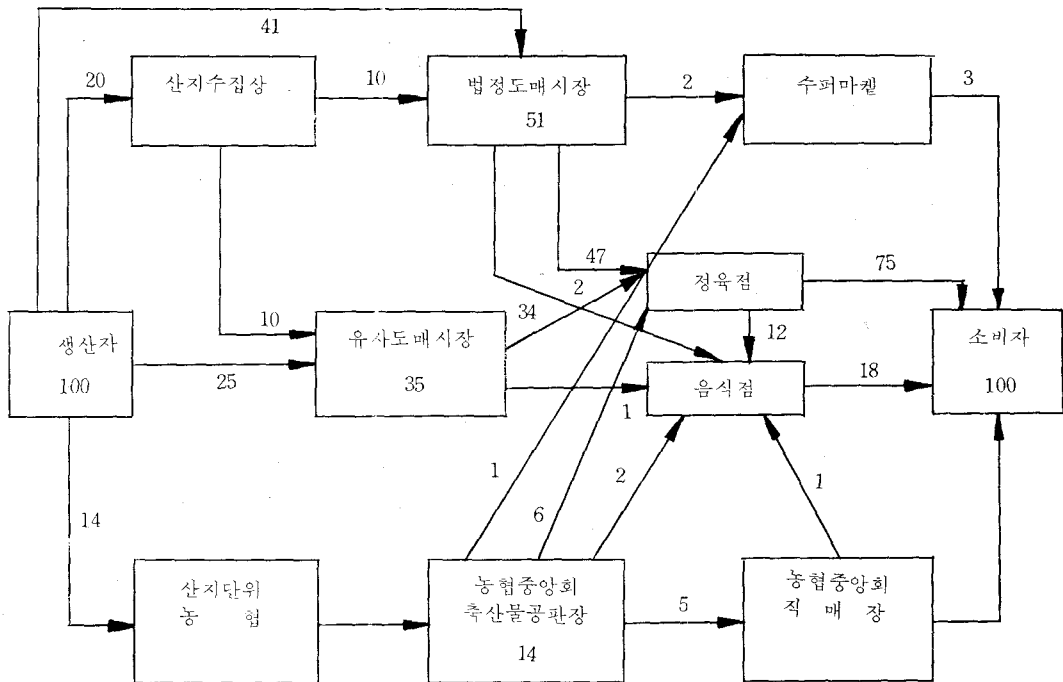 41
20
산지수집상
10
법정도매시장
51
2
수퍼마켙
3
47
정육점
75
2
34
10
유사도매시장
35
12
소비자
100
생산자
100
25
1
음식점
18
14
1
6
2
1
산지단위
농 협
농협중앙회
축산물공판장
14
5
농협중앙회
직 매 장